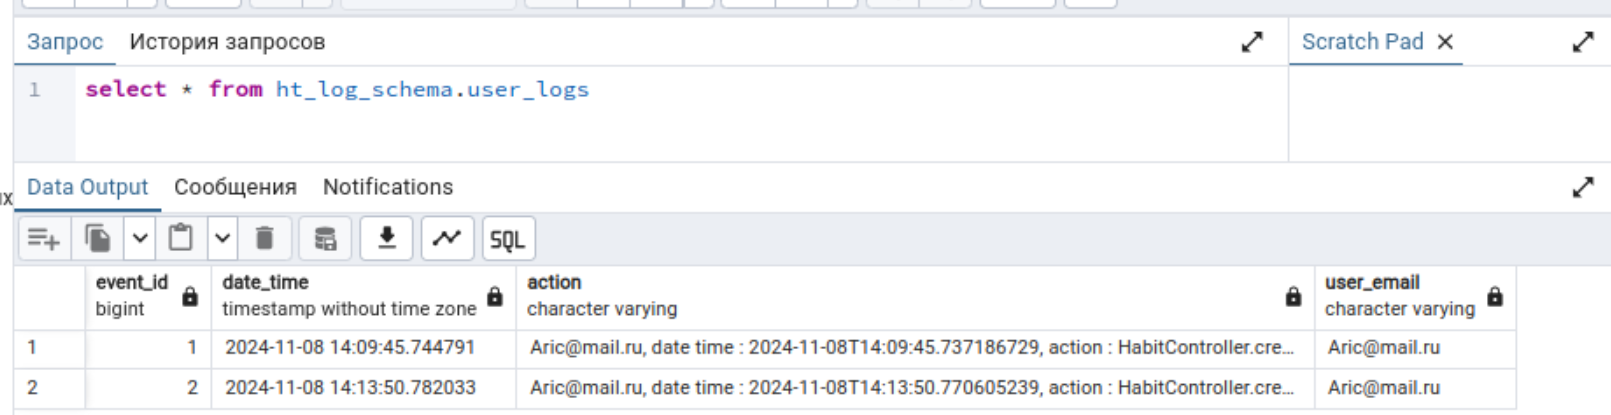 Запрос История запросов Scratch Pad
1 select * from ht_log_schema.user_logs
Data Output Сообщения Notifications
SQL
event_id date_time action user_email
bigint timestamp without time zone character varying character varying
1 1 2024-11-08 14:09:45.744791 Aric@mail.ru, date time : 2024-11-08T14:09:45.737186729, action : HabitController.cre... Aric@mail.ru
2 2 2024-11-08 14:13:50.782033 Aric@mail.ru, date time : 2024-11-08T14:13:50.770605239, action : HabitController.cre... Aric@mail.ru